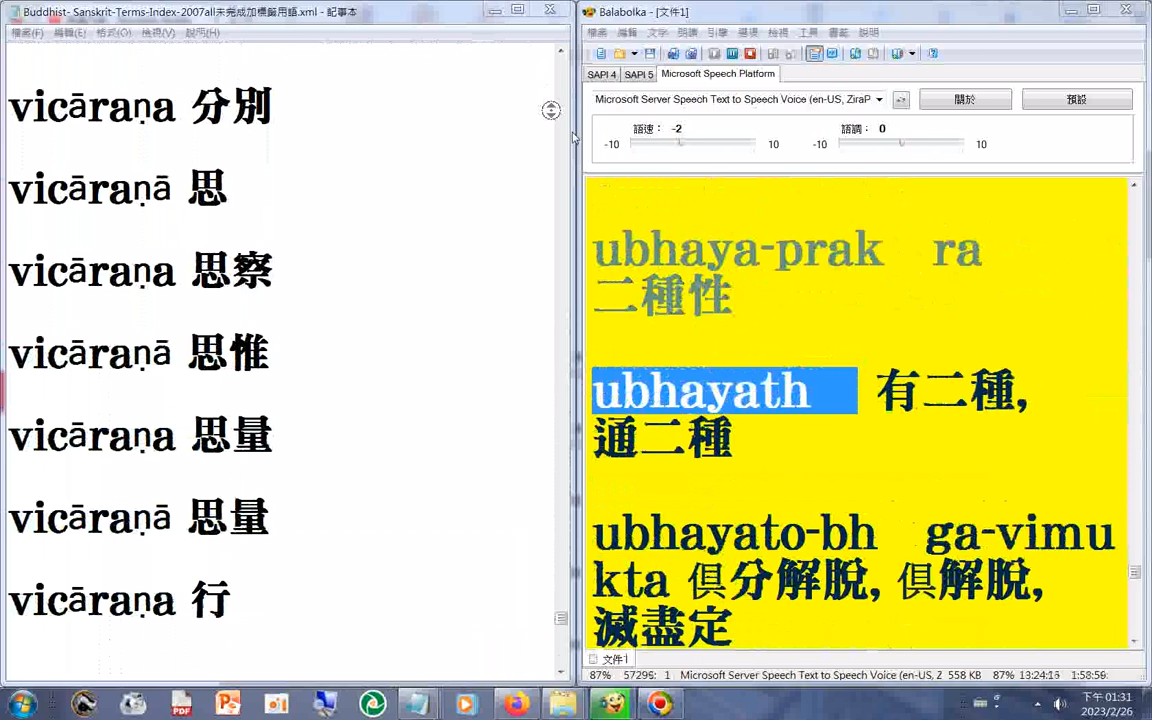 Buddhist- Sanskrit-Terms-Index-2007all未完成加標籤用語.xml - 記事本
檔案(F) 編輯(E) 格式(O) 檢視(V) 說明(H)
vicāraṇa 分別
vicāraṇā 思
vicāraṇa 思察
vicāraṇā 思惟
vicāraṇa 思量
vicāraṇā 思量
vicāraṇa 行
Balabolka - [文件1]
檔案 編輯 文字 朗讀 引擎 選項 檢視 工具 書籤 說明
SAPI 4 SAPI 5 Microsoft Speech Platform
Microsoft Server Speech Text to Speech Voice (en-US, ZiraP
關於 預設
語速： -2 語調： 0
-10 10 -10 10
ubhaya-prak ra
二種性
ubhayath 有二種,
通二種
ubhayato-bh ga-vimu
kta 俱分解脫, 俱解脫,
滅盡定
文件1
87% 57295: 1 Microsoft Server Speech Text to Speech Voice (en-US, Z 558 KB 87% 13:24:16 1:58:59
下午 01:31
2023/2/26